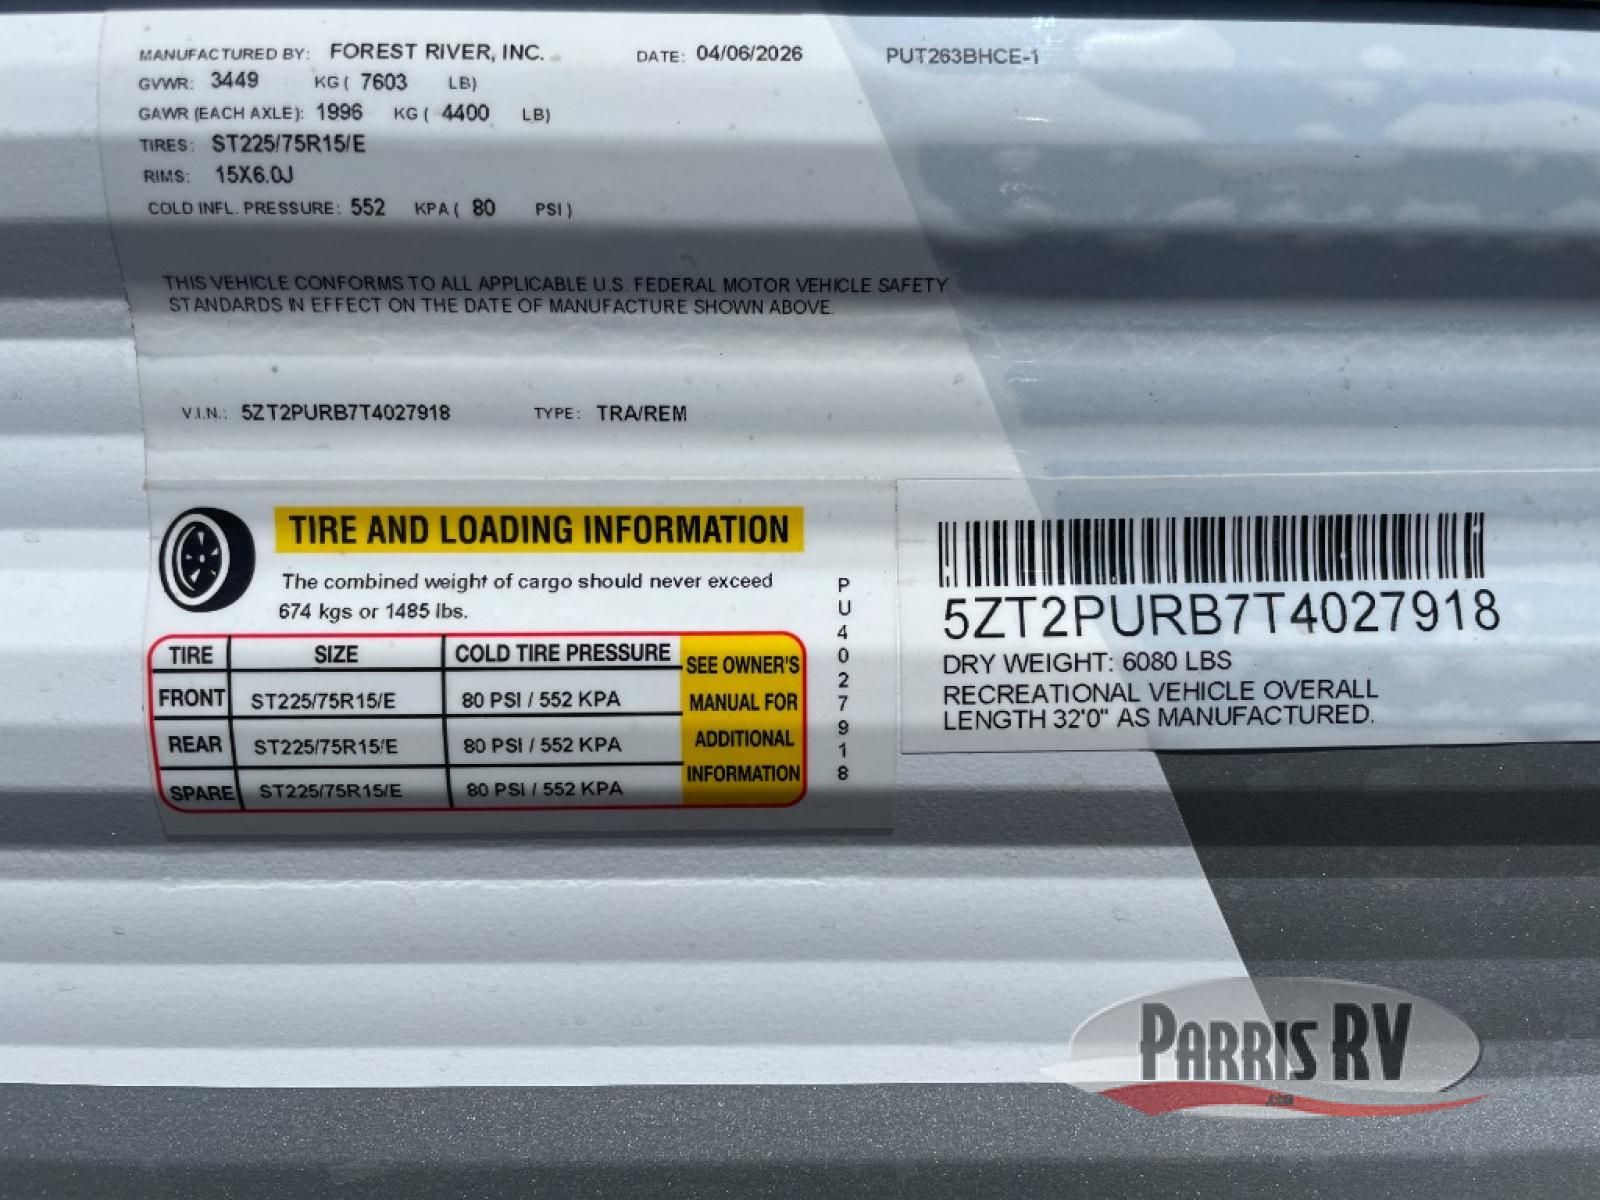 MANUFACTURED BY: FOREST RIVER, INC. DATE: 04/06/2026 PUT263BHCE-1
GVWR: 3449 KG ( 7603 LB)
GAWR (EACH AXLE): 1996 KG ( 4400 LB)
TIRES: ST225/75R15/E
RIMS: 15X6.0J
COLD INFL. PRESSURE: 552 KPA ( 80 PSI )
THIS VEHICLE CONFORMS TO ALL APPLICABLE U.S. FEDERAL MOTOR VEHICLE SAFETY
STANDARDS IN EFFECT ON THE DATE OF MANUFACTURE SHOWN ABOVE.
V.I.N.: 5ZT2PURB7T4027918 TYPE: TRA/REM
TIRE AND LOADING INFORMATION
The combined weight of cargo should never exceed
674 kgs or 1485 lbs.
TIRE SIZE COLD TIRE PRESSURE
FRONT ST225/75R15/E 80 PSI / 552 KPA
REAR ST225/75R15/E 80 PSI / 552 KPA
SPARE ST225/75R15/E 80 PSI / 552 KPA
SEE OWNER'S
MANUAL FOR
ADDITIONAL
INFORMATION
PU4027918
5ZT2PURB7T4027918
DRY WEIGHT: 6080 LBS
RECREATIONAL VEHICLE OVERALL
LENGTH 32'0" AS MANUFACTURED.
PARRIS RV
.com